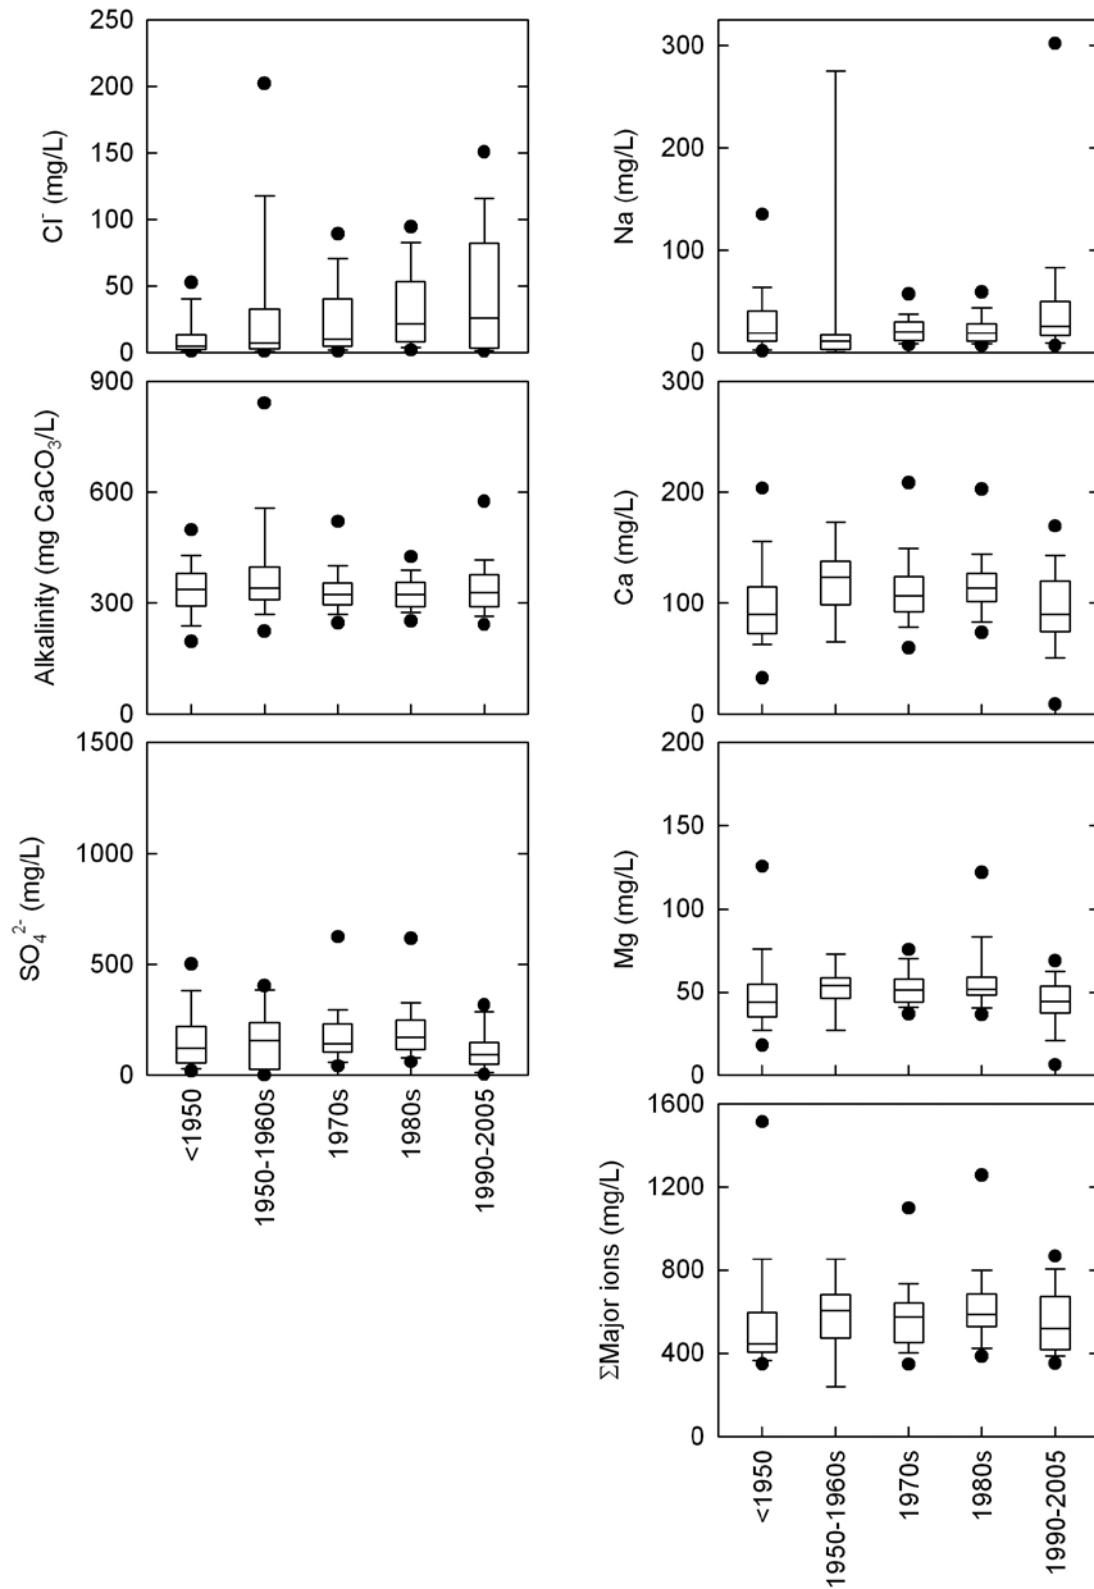 250
200
150
100
50
0
Cl⁻ (mg/L)
300
200
100
0
Na (mg/L)
900
600
300
0
Alkalinity (mg CaCO₃/L)
300
200
100
0
Ca (mg/L)
1500
1000
500
0
SO₄²⁻ (mg/L)
<1950
1950-1960s
1970s
1980s
1990-2005
200
150
100
50
0
Mg (mg/L)
1600
1200
800
400
0
ΣMajor ions (mg/L)
<1950
1950-1960s
1970s
1980s
1990-2005